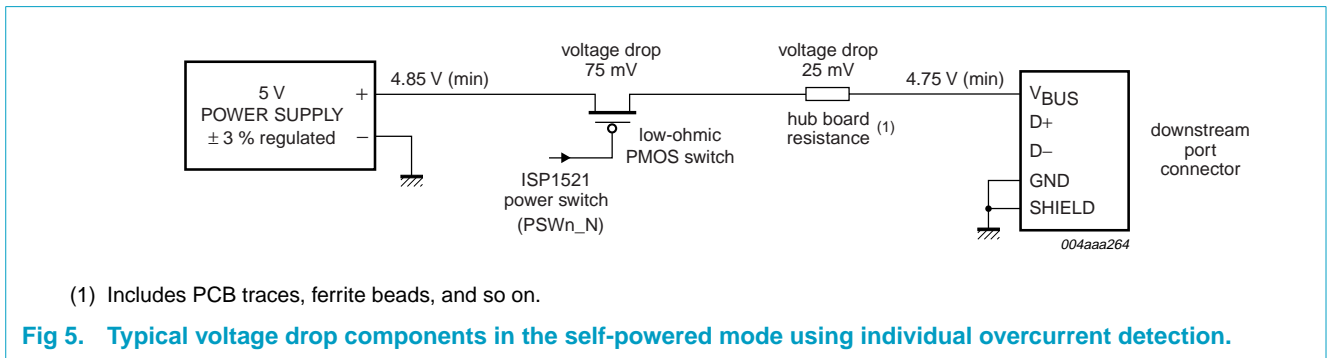 5 V
POWER SUPPLY
± 3 % regulated
+
−
4.85 V (min)
voltage drop
75 mV
low-ohmic
PMOS switch
ISP1521
power switch
(PSWn_N)
voltage drop
25 mV
hub board
resistance (1)
4.75 V (min)
VBUS
D+
D−
GND
SHIELD
downstream
port
connector
004aaa264
(1) Includes PCB traces, ferrite beads, and so on.
Fig 5. Typical voltage drop components in the self-powered mode using individual overcurrent detection.